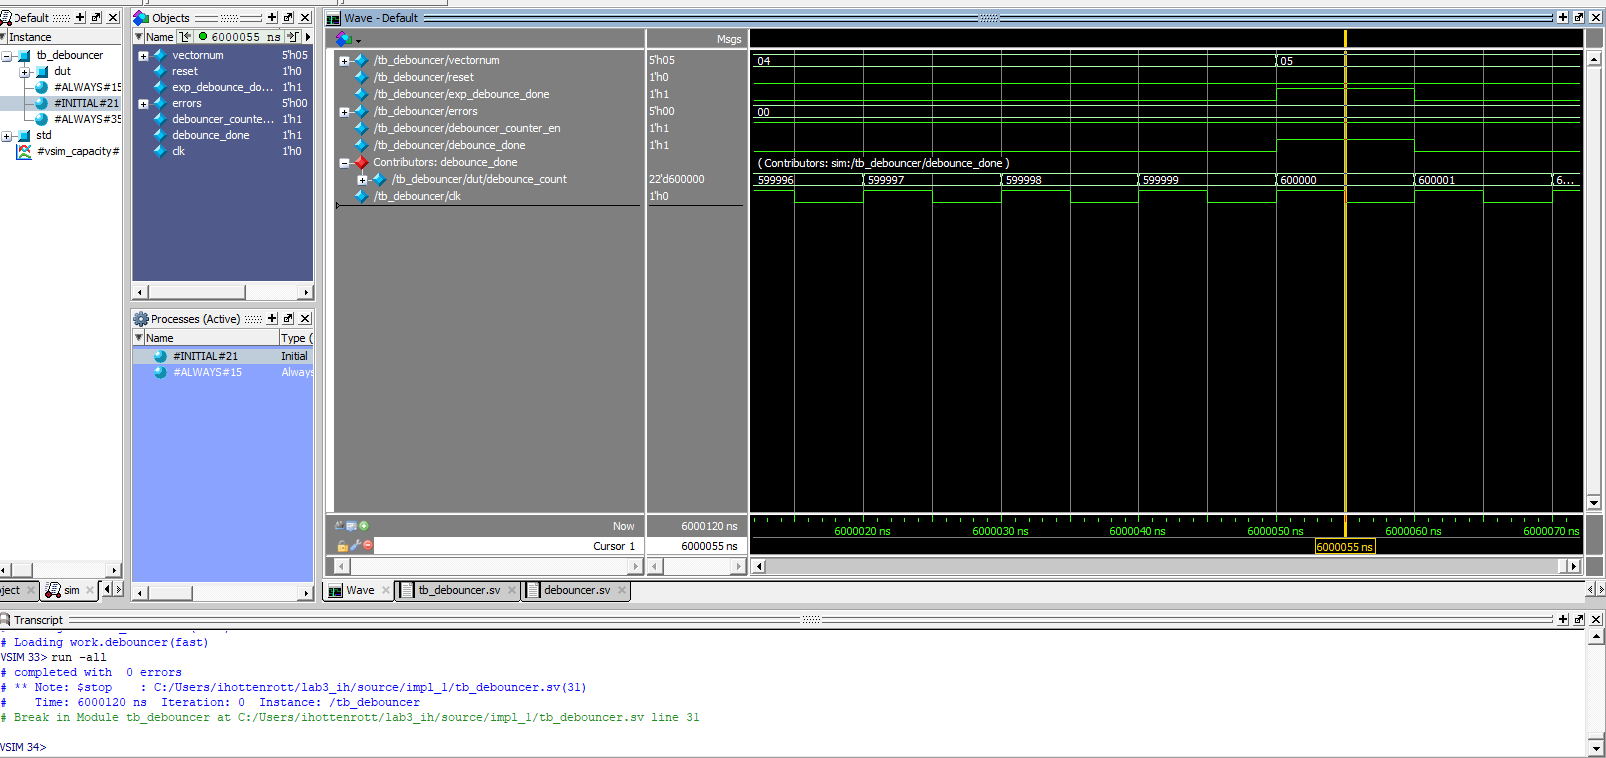 Default
Instance
tb_debouncer
dut
#ALWAYS#15
#INITIAL#21
#ALWAYS#35
std
#vsim_capacity#
ject
sim
Objects
Name
6000055 ns
vectornum 5'h05
reset 1'h0
exp_debounce_do... 1'h1
errors 5'h00
debouncer_counte... 1'h1
debounce_done 1'h1
clk 1'h0
Processes (Active)
Name Type (
#INITIAL#21 Initial
#ALWAYS#15 Always
Wave - Default
Msgs
/tb_debouncer/vectornum 5'h05 04 05
/tb_debouncer/reset 1'h0
/tb_debouncer/exp_debounce_done 1'h1
/tb_debouncer/errors 5'h00 00
/tb_debouncer/debouncer_counter_en 1'h1
/tb_debouncer/debounce_done 1'h1
Contributors: debounce_done ( Contributors: sim:/tb_debouncer/debounce_done )
/tb_debouncer/dut/debounce_count 22'd600000 599996 599997 599998 599999 600000 600001 6...
/tb_debouncer/clk 1'h0
Now 6000120 ns 6000020 ns 6000030 ns 6000040 ns 6000050 ns 6000060 ns 6000070 ns
Cursor 1 6000055 ns 6000055 ns
Wave tb_debouncer.sv debouncer.sv
Transcript
# Loading work.debouncer(fast)
VSIM 33> run -all
# completed with  0 errors
# ** Note: $stop    : C:/Users/ihottenrott/lab3_ih/source/impl_1/tb_debouncer.sv(31)
#    Time: 6000120 ns  Iteration: 0  Instance: /tb_debouncer
# Break in Module tb_debouncer at C:/Users/ihottenrott/lab3_ih/source/impl_1/tb_debouncer.sv line 31
VSIM 34>